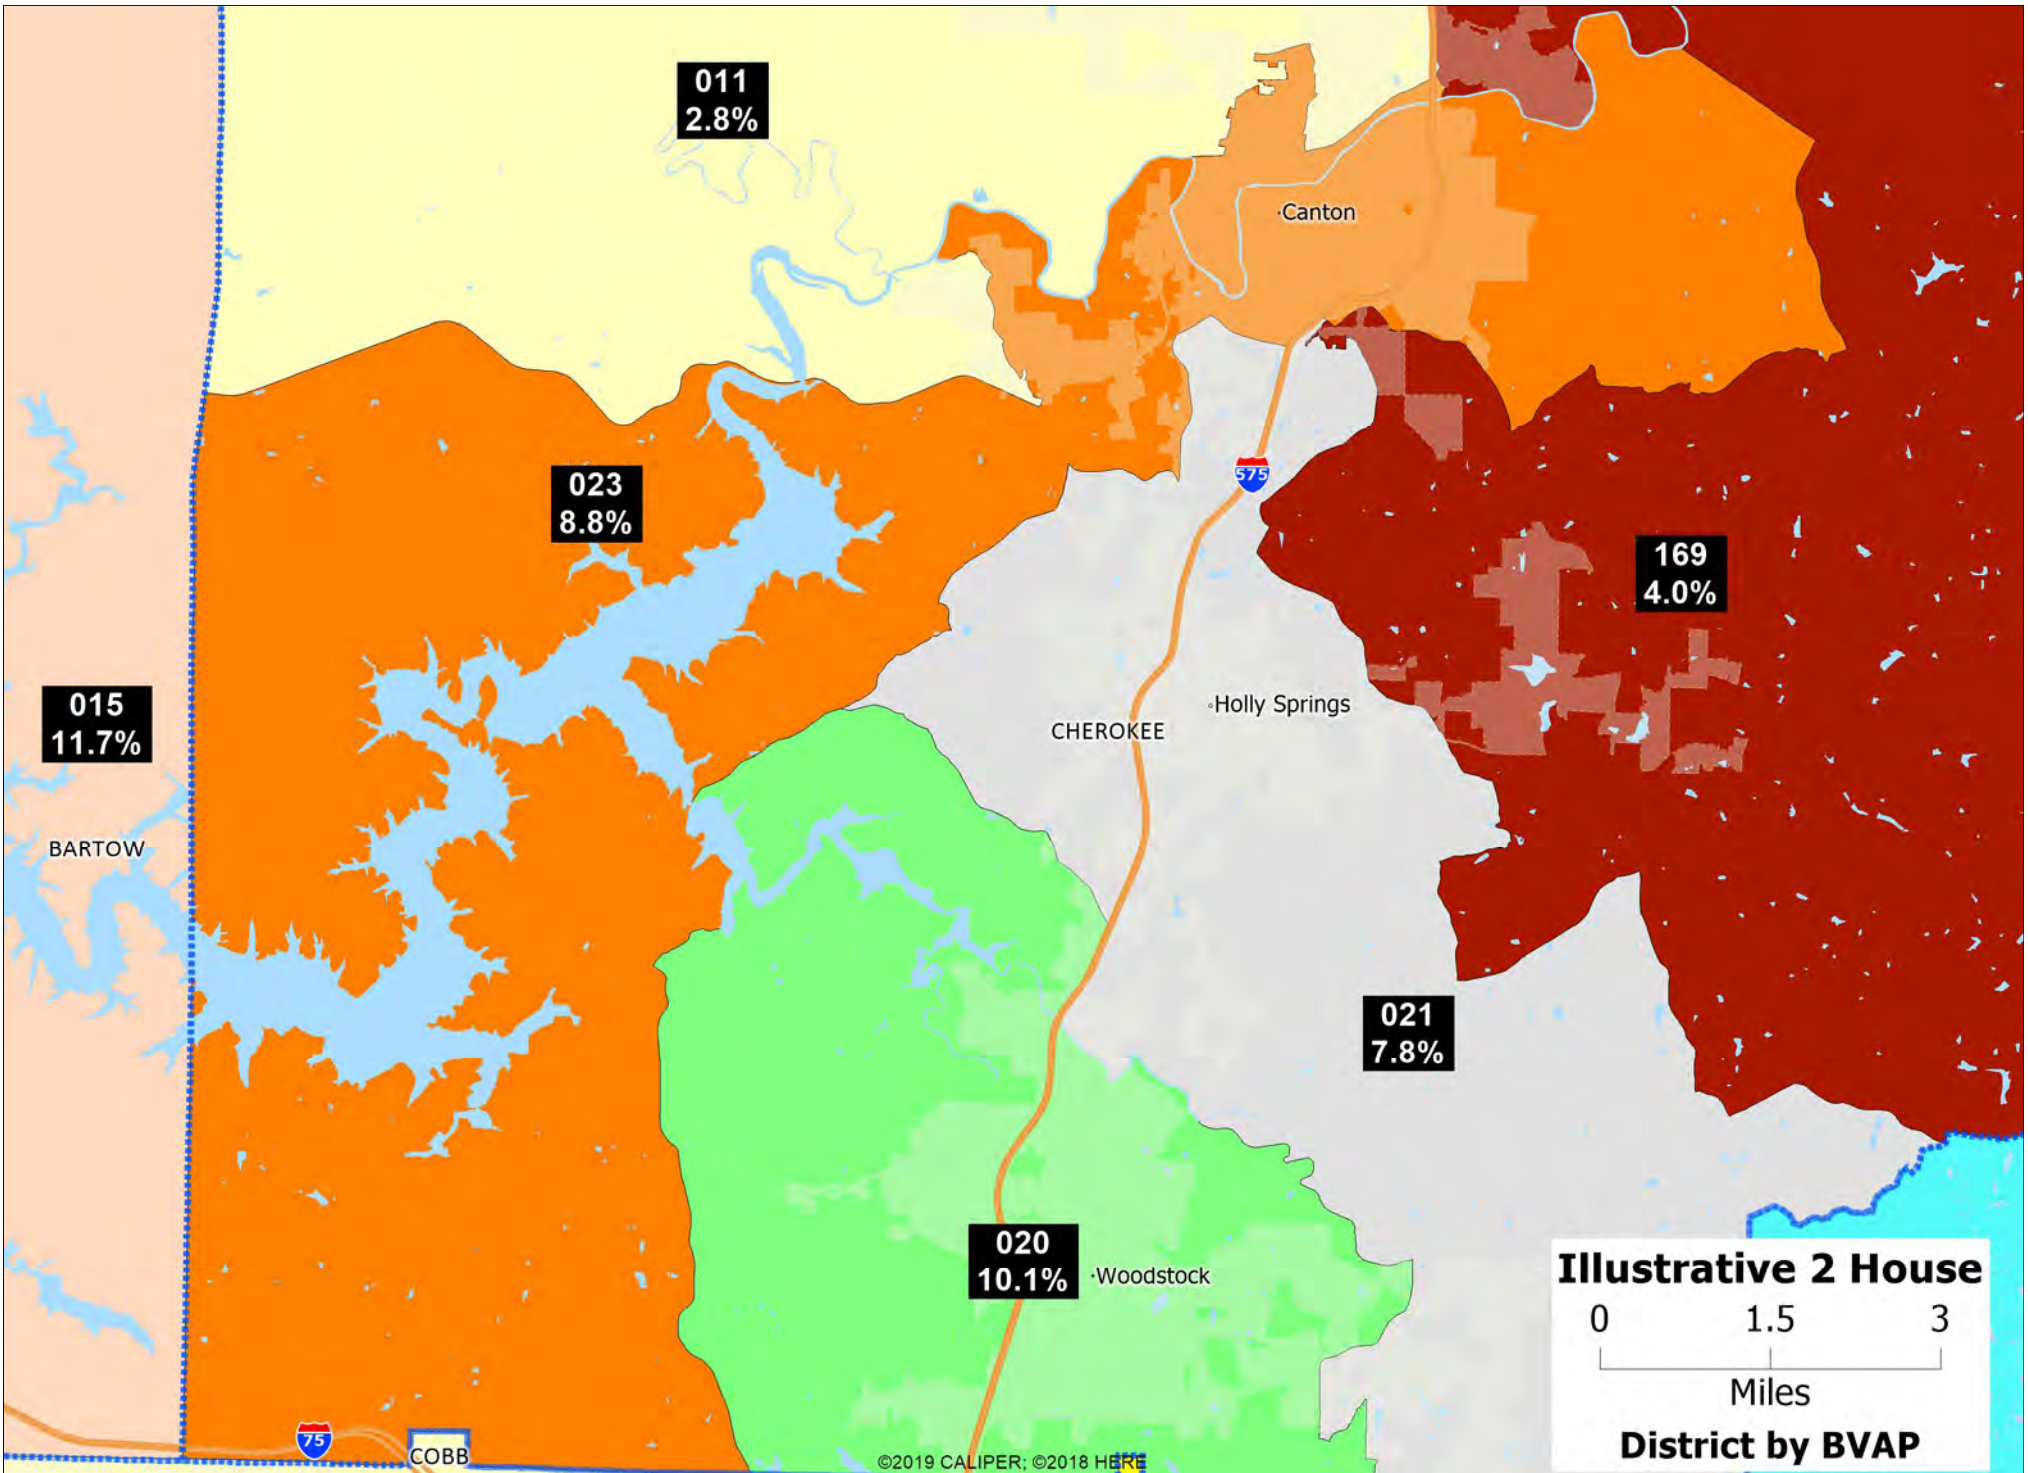 011
2.8%
·Canton
023
8.8%
575
169
4.0%
015
11.7%
CHEROKEE
Holly Springs
BARTOW
021
7.8%
020
10.1%
·Woodstock
Illustrative 2 House
0 1.5 3
Miles
District by BVAP
75
COBB
©2019 CALIPER; ©2018 HERE